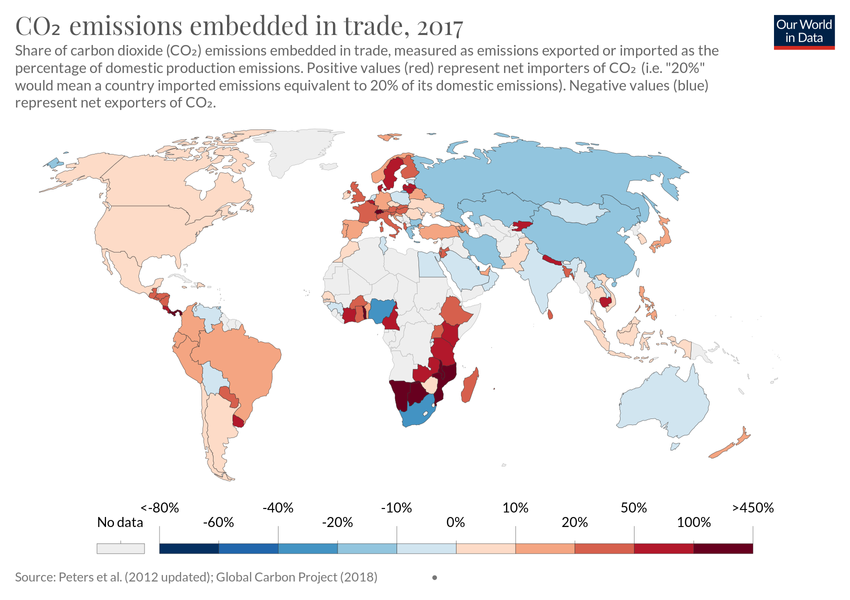 CO₂ emissions embedded in trade, 2017
Our World
in Data
Share of carbon dioxide (CO₂) emissions embedded in trade, measured as emissions exported or imported as the
percentage of domestic production emissions. Positive values (red) represent net importers of CO₂ (i.e. "20%"
would mean a country imported emissions equivalent to 20% of its domestic emissions). Negative values (blue)
represent net exporters of CO₂.
<-80% -40% -10% 10% 50% >450%
No data -60% -20% 0% 20% 100%
Source: Peters et al. (2012 updated); Global Carbon Project (2018) •